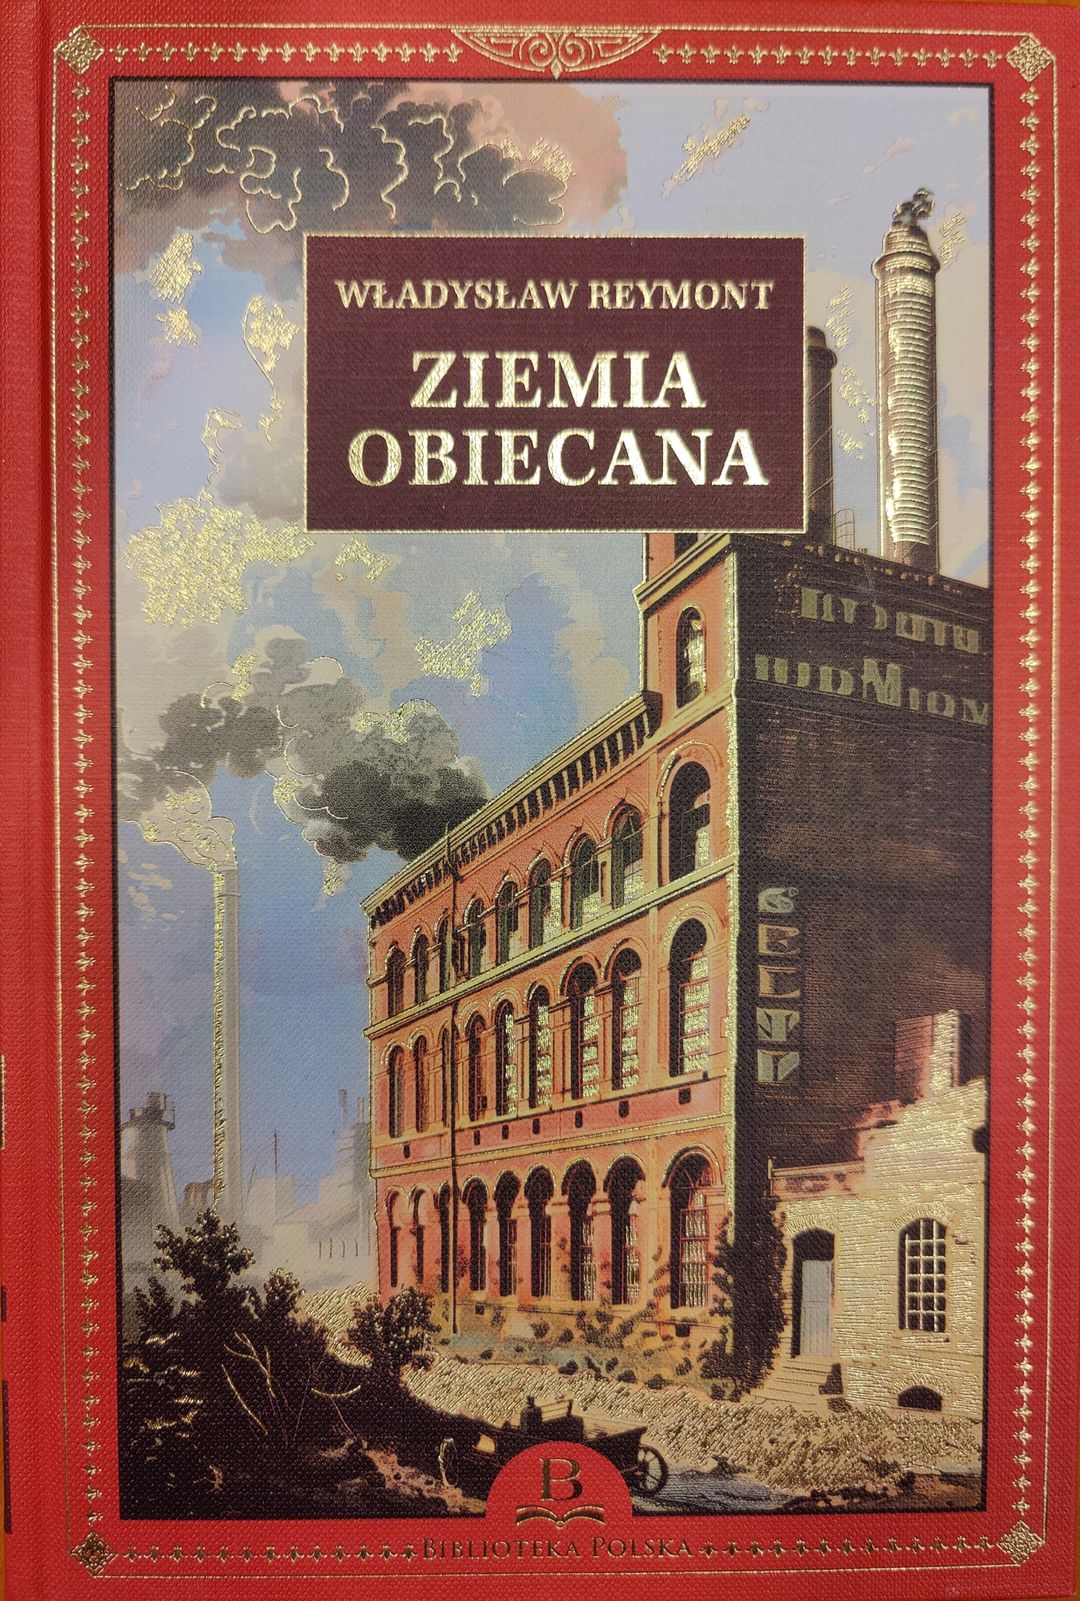 WŁADYSŁAW REYMONT
ZIEMIA
OBIECANA
B
BIBLIOTEKA POLSKA